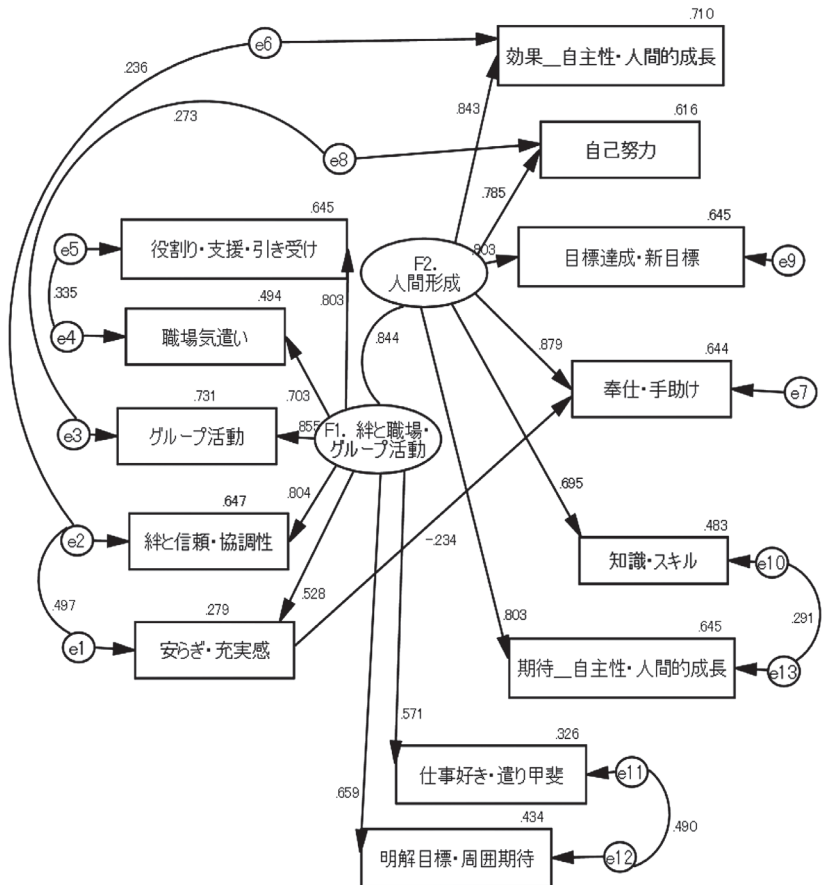 .710
e6
効果__自主性・人間的成長
.236
.843
.273
.616
e8
自己努力
.785
.645
e5
役割り・支援・引き受け
.803
F2.
人間形成
.645
目標達成・新目標
e9
.335
.803
.494
e4
職場気遣い
.844
.879
.644
奉仕・手助け
e7
.703
.731
e3
グループ活動
.855
F1. 絆と職場・
グループ活動
.695
.647
.804
e2
絆と信頼・協調性
-.234
.483
知識・スキル
e10
.497
.279
.528
.291
e1
安らぎ・充実感
.803
.645
期待__自主性・人間的成長
e13
.571
.326
仕事好き・遣り甲斐
e11
.659
.434
.490
明解目標・周囲期待
e12